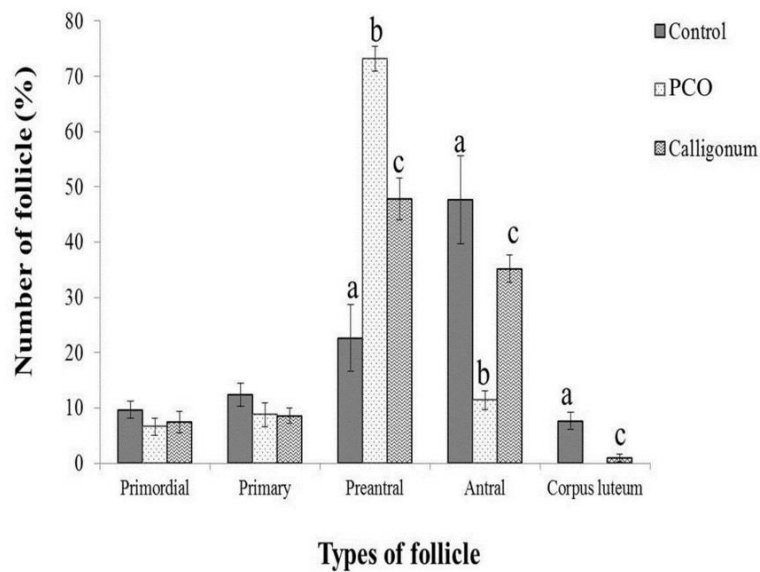 Number of follicle (%)
80
70
60
50
40
30
20
10
0
b
c
a
a
c
b
a
c
Primordial Primary Preantral Antral Corpus luteum
Types of follicle
Control
PCO
Calligonum